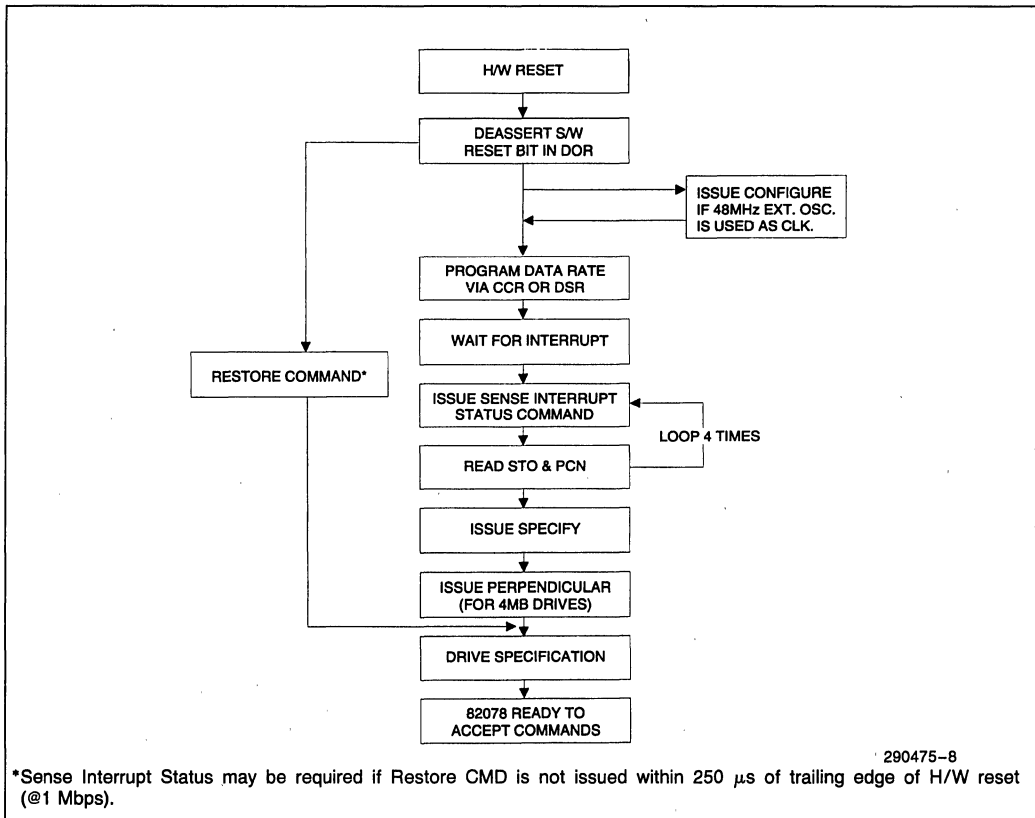 H/W RESET
DEASSERT S/W
RESET BIT IN DOR
ISSUE CONFIGURE
IF 48MHz EXT. OSC.
IS USED AS CLK.
PROGRAM DATA RATE
VIA CCR OR DSR
WAIT FOR INTERRUPT
RESTORE COMMAND*
ISSUE SENSE INTERRUPT
STATUS COMMAND
LOOP 4 TIMES
READ STO & PCN
ISSUE SPECIFY
ISSUE PERPENDICULAR
(FOR 4MB DRIVES)
DRIVE SPECIFICATION
82078 READY TO
ACCEPT COMMANDS
290475-8
*Sense Interrupt Status may be required if Restore CMD is not issued within 250 μs of trailing edge of H/W reset
(@1 Mbps).